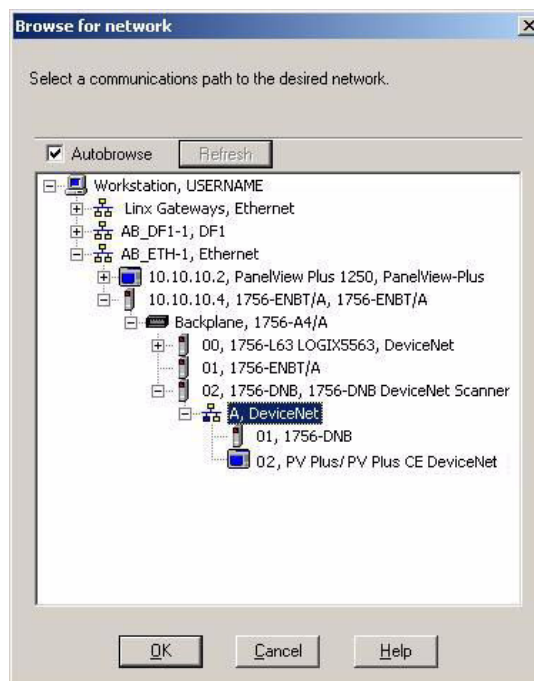 Browse for network
Select a communications path to the desired network.
Autobrowse
Refresh
Workstation, USERNAME
Linx Gateways, Ethernet
AB_DF1-1, DF1
AB_ETH-1, Ethernet
10.10.10.2, PanelView Plus 1250, PanelView-Plus
10.10.10.4, 1756-ENBT/A, 1756-ENBT/A
Backplane, 1756-A4/A
00, 1756-L63 LOGIX5563, DeviceNet
01, 1756-ENBT/A
02, 1756-DNB, 1756-DNB DeviceNet Scanner
A, DeviceNet
01, 1756-DNB
02, PV Plus/ PV Plus CE DeviceNet
OK
Cancel
Help